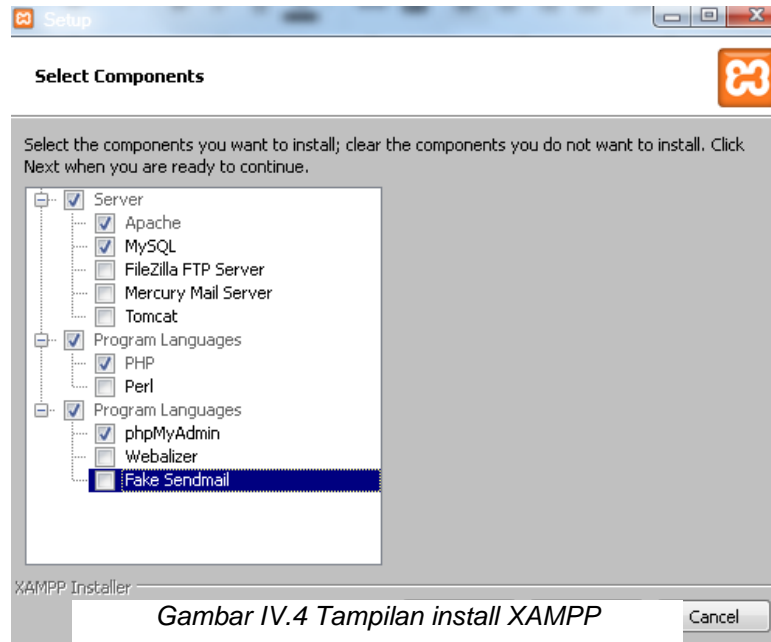 Setup
Select Components
Select the components you want to install; clear the components you do not want to install. Click
Next when you are ready to continue.
Server
Apache
MySQL
FileZilla FTP Server
Mercury Mail Server
Tomcat
Program Languages
PHP
Perl
Program Languages
phpMyAdmin
Webalizer
Fake Sendmail
XAMPP Installer
Gambar IV.4 Tampilan install XAMPP
Cancel